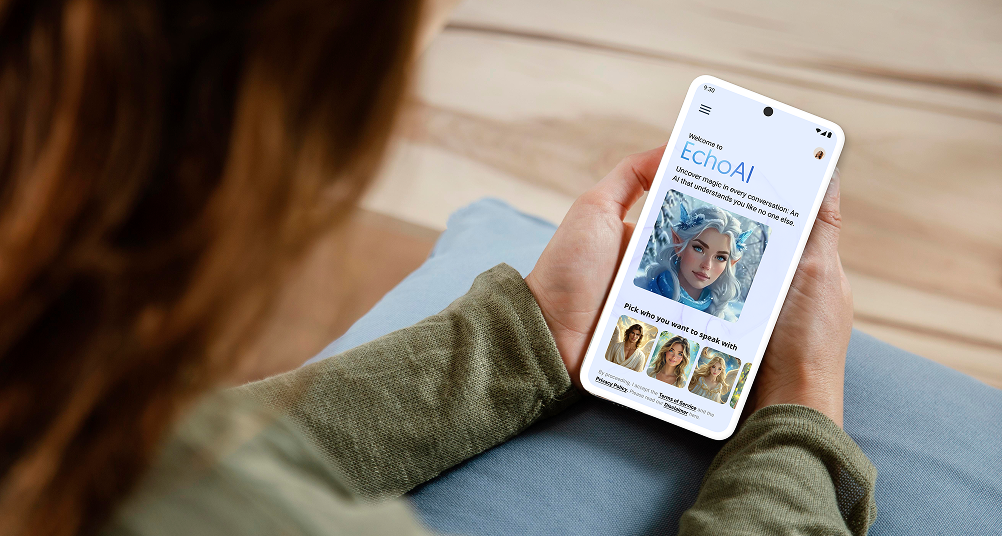 9:30
Welcome to
EchoAI
Uncover magic in every conversation: An
AI that understands you like no one else.
Pick who you want to speak with
By proceeding, I accept the Terms of Service and the
Privacy Policy. Please read our Disclaimer here